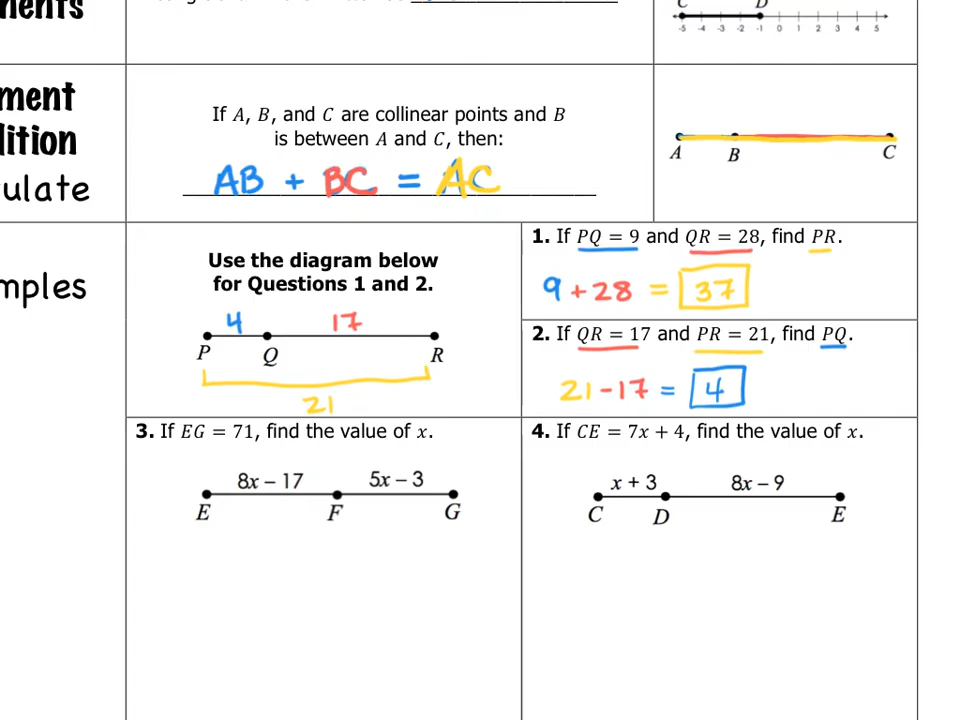 ments
C D
-5 -4 -3 -2 -1 0 1 2 3 4 5
ment
lition
ulate
If A, B, and C are collinear points and B
is between A and C, then:
AB + BC = AC
A B C
mples
Use the diagram below
for Questions 1 and 2.
4 17
P Q R
21
1. If PQ = 9 and QR = 28, find PR.
9 + 28 = 37
2. If QR = 17 and PR = 21, find PQ.
21 - 17 = 4
3. If EG = 71, find the value of x.
8x – 17 5x – 3
E F G
4. If CE = 7x + 4, find the value of x.
x + 3 8x – 9
C D E